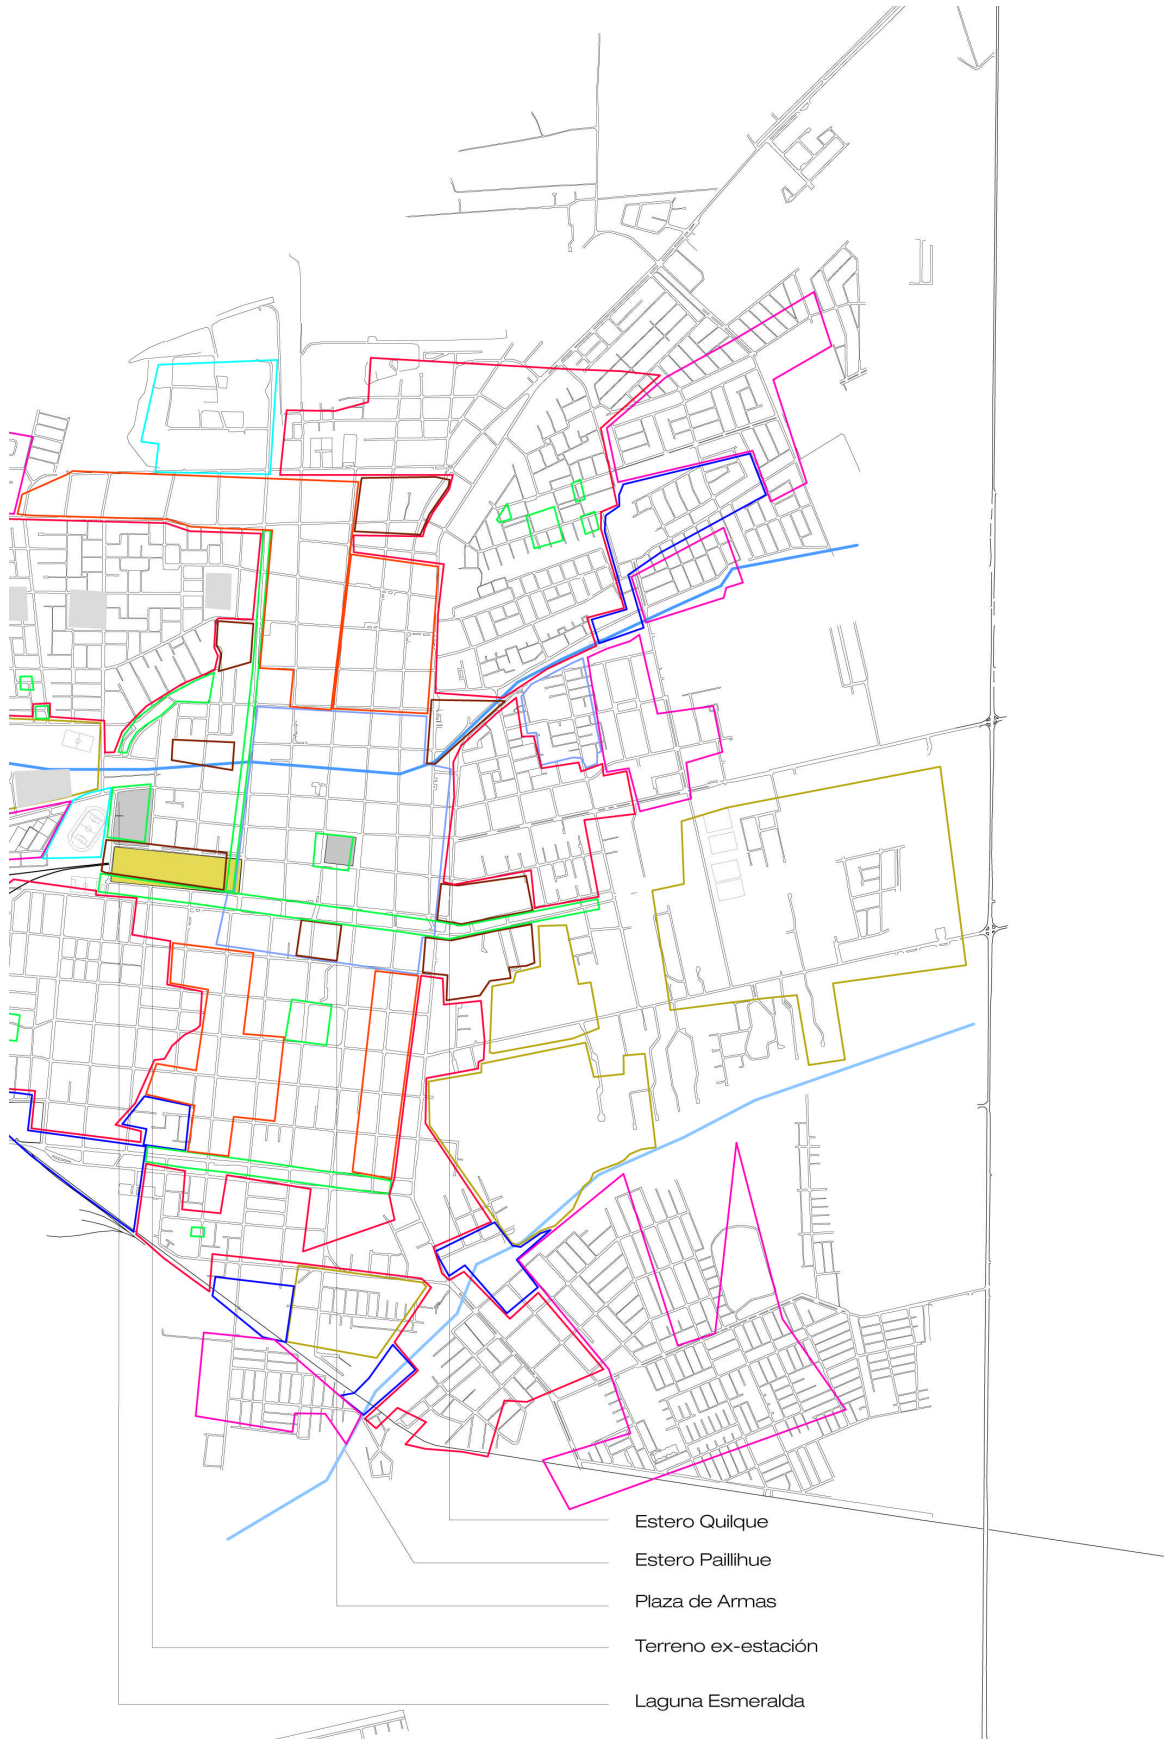 Estero Quilque
Estero Paillihue
Plaza de Armas
Terreno ex-estación
Laguna Esmeralda